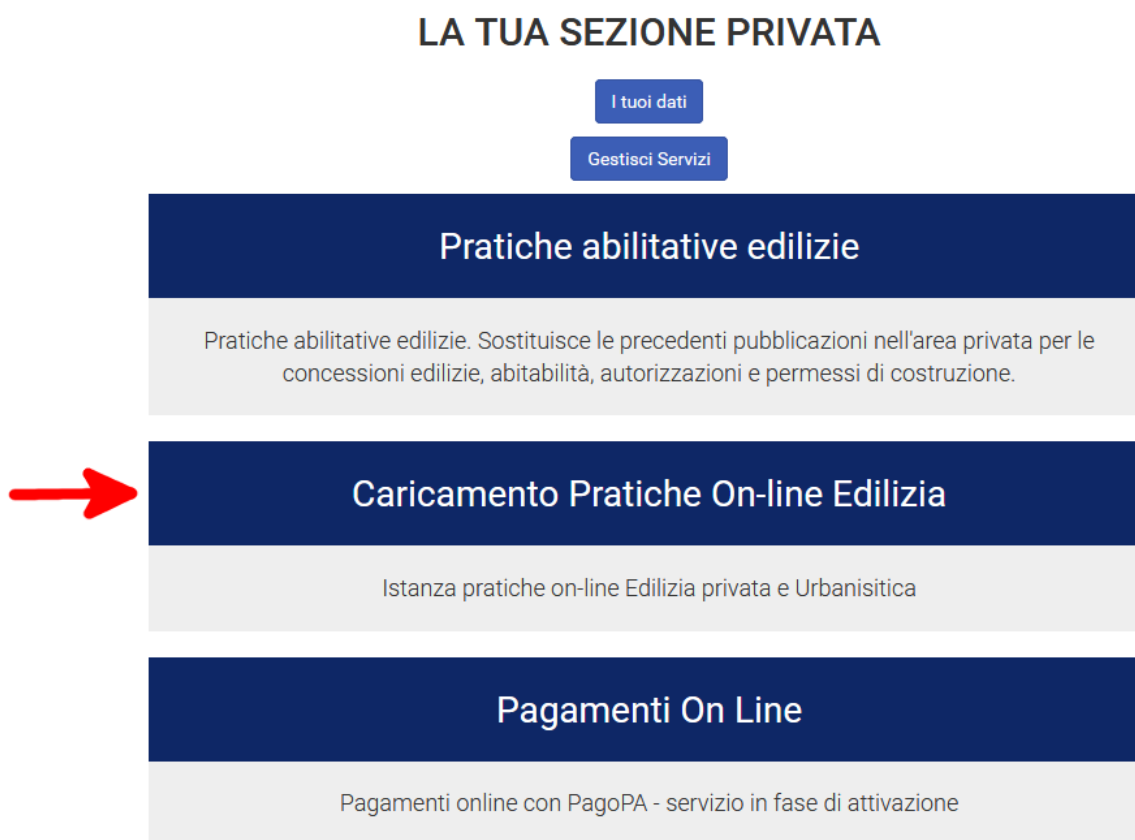 LA TUA SEZIONE PRIVATA
I tuoi dati
Gestisci Servizi
Pratiche abilitative edilizie
Pratiche abilitative edilizie. Sostituisce le precedenti pubblicazioni nell'area privata per le
concessioni edilizie, abitabilità, autorizzazioni e permessi di costruzione.
Caricamento Pratiche On-line Edilizia
Istanza pratiche on-line Edilizia privata e Urbanisitica
Pagamenti On Line
Pagamenti online con PagoPA - servizio in fase di attivazione